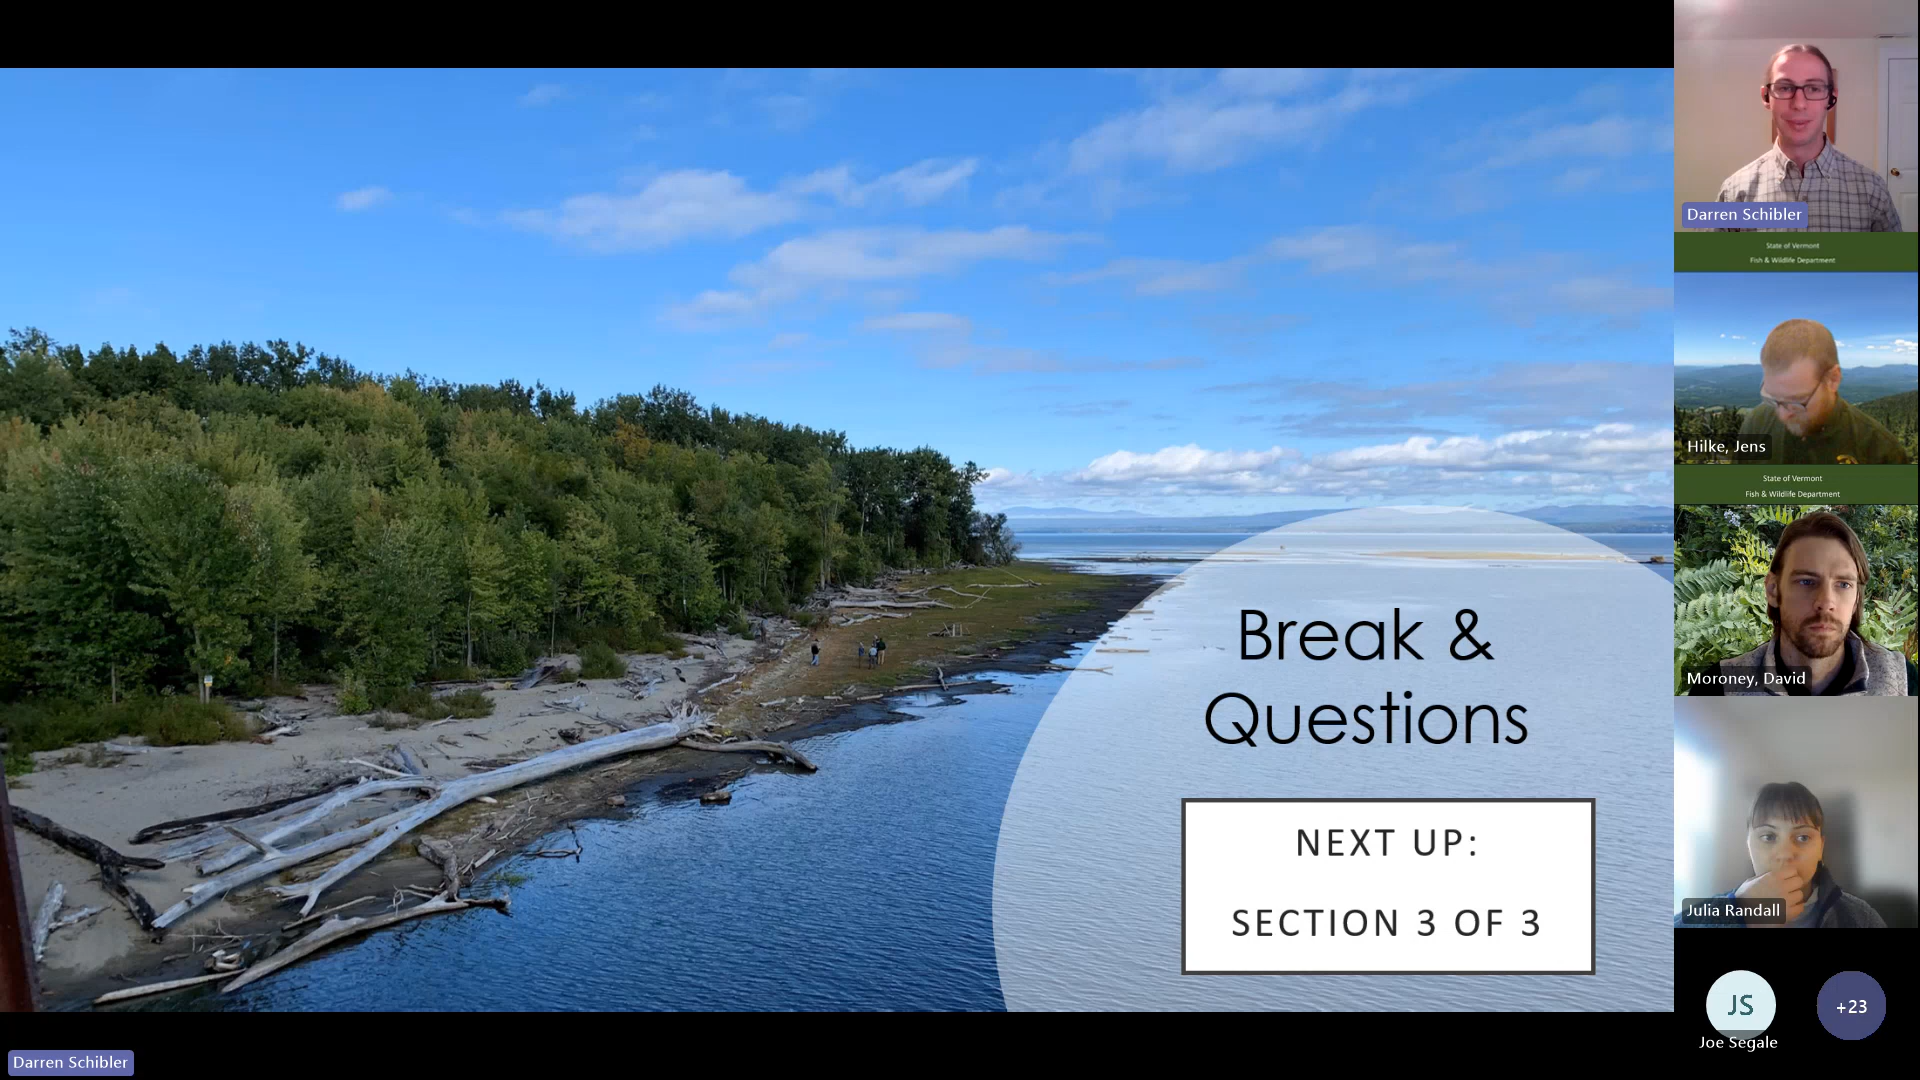 Break &
Questions
NEXT UP:
SECTION 3 OF 3
Darren Schibler
Darren Schibler
State of Vermont
Fish & Wildlife Department
Hilke, Jens
State of Vermont
Fish & Wildlife Department
Moroney, David
Julia Randall
JS
Joe Segale
+23